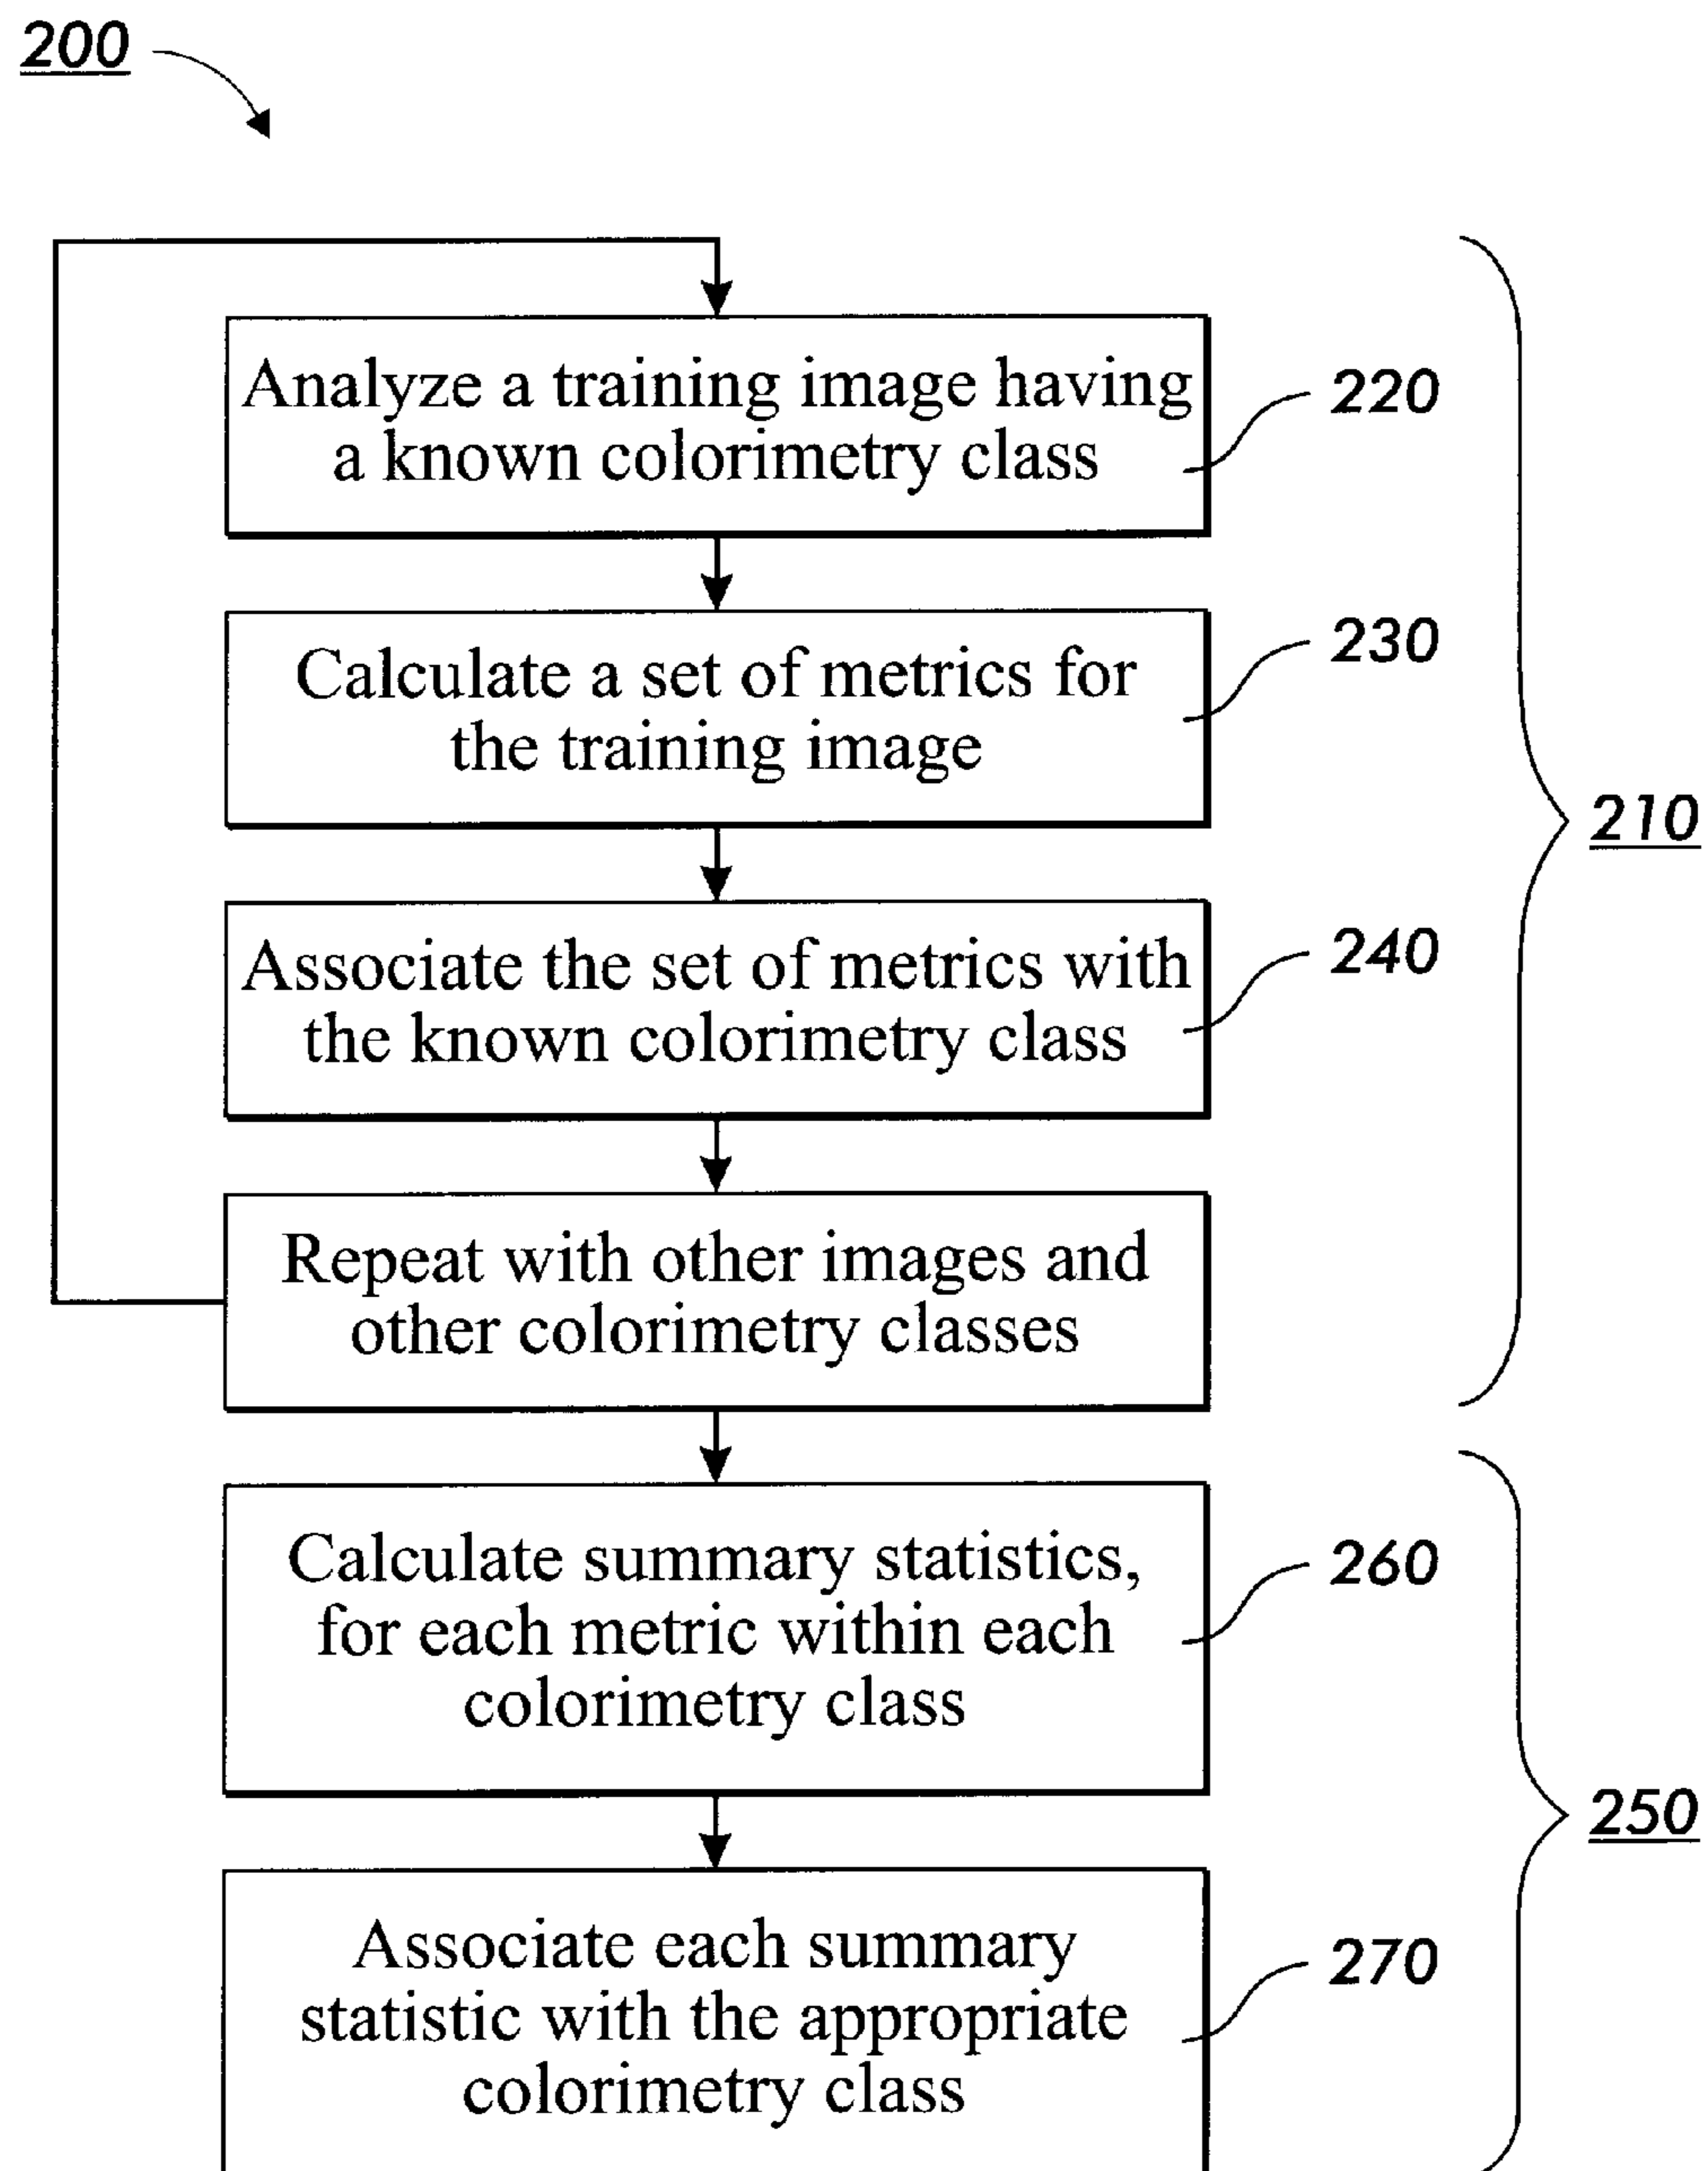 200
Analyze a training image having
a known colorimetry class
220
Calculate a set of metrics for
the training image
230
210
Associate the set of metrics with
the known colorimetry class
240
Repeat with other images and
other colorimetry classes
Calculate summary statistics,
for each metric within each
colorimetry class
260
250
Associate each summary
statistic with the appropriate
colorimetry class
270